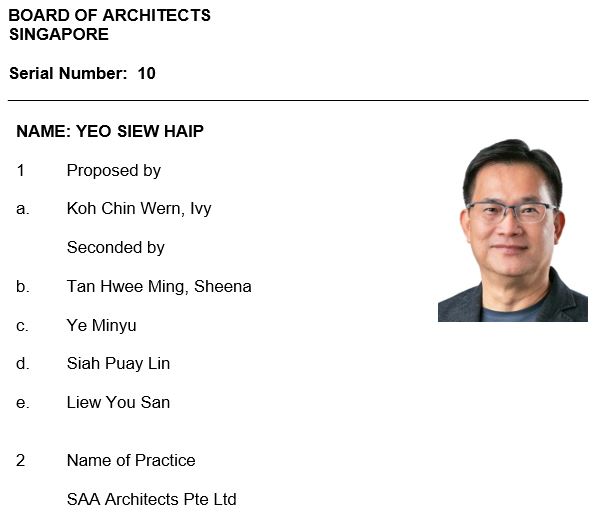 BOARD OF ARCHITECTS
SINGAPORE
Serial Number: 10
NAME: YEO SIEW HAIP
1 Proposed by
a. Koh Chin Wern, Ivy
Seconded by
b. Tan Hwee Ming, Sheena
c. Ye Minyu
d. Siah Puay Lin
e. Liew You San
2 Name of Practice
SAA Architects Pte Ltd